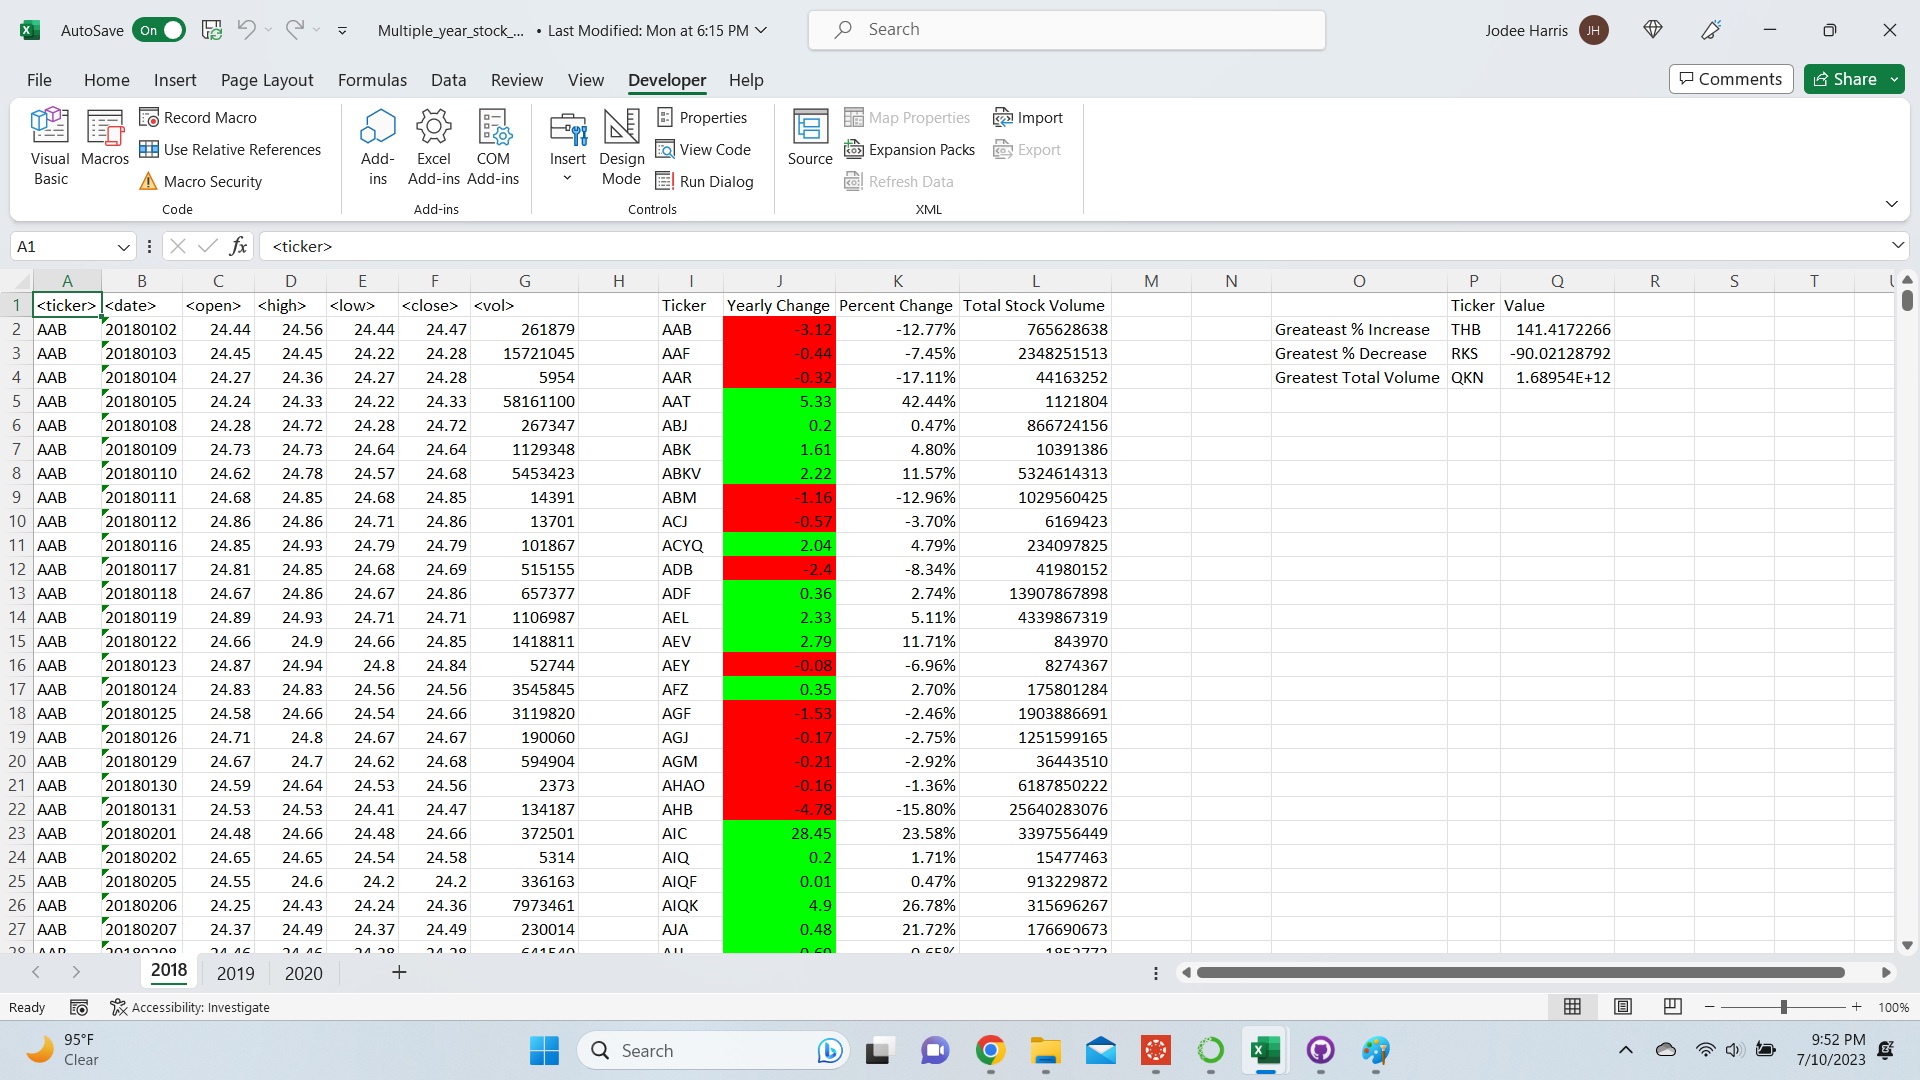 AutoSave On Multiple_year_stock_... • Last Modified: Mon at 6:15 PM Search Jodee Harris JH
File Home Insert Page Layout Formulas Data Review View Developer Help Comments Share
Visual Basic Macros Record Macro Use Relative References Macro Security Code
Add-ins Excel Add-ins COM Add-ins Add-ins
Insert Design Mode Properties View Code Run Dialog Controls
Source Map Properties Expansion Packs Refresh Data Import Export XML
A1 fx <ticker>
A B C D E F G H I J K L M N O P Q R S T
1 <ticker> <date> <open> <high> <low> <close> <vol> Ticker Yearly Change Percent Change Total Stock Volume Ticker Value
2 AAB 20180102 24.44 24.56 24.44 24.47 261879 AAB -3.12 -12.77% 765628638 Greateast % Increase THB 141.4172266
3 AAB 20180103 24.45 24.45 24.22 24.28 15721045 AAF -0.44 -7.45% 2348251513 Greatest % Decrease RKS -90.02128792
4 AAB 20180104 24.27 24.36 24.27 24.28 5954 AAR -0.32 -17.11% 44163252 Greatest Total Volume QKN 1.68954E+12
5 AAB 20180105 24.24 24.33 24.22 24.33 58161100 AAT 5.33 42.44% 1121804
6 AAB 20180108 24.28 24.72 24.28 24.72 267347 ABJ 0.2 0.47% 866724156
7 AAB 20180109 24.73 24.73 24.64 24.64 1129348 ABK 1.61 4.80% 10391386
8 AAB 20180110 24.62 24.78 24.57 24.68 5453423 ABKV 2.22 11.57% 5324614313
9 AAB 20180111 24.68 24.85 24.68 24.85 14391 ABM -1.16 -12.96% 1029560425
10 AAB 20180112 24.86 24.86 24.71 24.86 13701 ACJ -0.57 -3.70% 6169423
11 AAB 20180116 24.85 24.93 24.79 24.79 101867 ACYQ 2.04 4.79% 234097825
12 AAB 20180117 24.81 24.85 24.68 24.69 515155 ADB -2.4 -8.34% 41980152
13 AAB 20180118 24.67 24.86 24.67 24.86 657377 ADF 0.36 2.74% 13907867898
14 AAB 20180119 24.89 24.93 24.71 24.71 1106987 AEL 2.33 5.11% 4339867319
15 AAB 20180122 24.66 24.9 24.66 24.85 1418811 AEV 2.79 11.71% 843970
16 AAB 20180123 24.87 24.94 24.8 24.84 52744 AEY -0.08 -6.96% 8274367
17 AAB 20180124 24.83 24.83 24.56 24.56 3545845 AFZ 0.35 2.70% 175801284
18 AAB 20180125 24.58 24.66 24.54 24.66 3119820 AGF -1.53 -2.46% 1903886691
19 AAB 20180126 24.71 24.8 24.67 24.67 190060 AGJ -0.17 -2.75% 1251599165
20 AAB 20180129 24.67 24.7 24.62 24.68 594904 AGM -0.21 -2.92% 36443510
21 AAB 20180130 24.59 24.64 24.53 24.56 2373 AHAO -0.16 -1.36% 6187850222
22 AAB 20180131 24.53 24.53 24.41 24.47 134187 AHB -4.78 -15.80% 25640283076
23 AAB 20180201 24.48 24.66 24.48 24.66 372501 AIC 28.45 23.58% 3397556449
24 AAB 20180202 24.65 24.65 24.54 24.58 5314 AIQ 0.2 1.71% 15477463
25 AAB 20180205 24.55 24.6 24.2 24.2 336163 AIQF 0.01 0.47% 913229872
26 AAB 20180206 24.25 24.43 24.24 24.36 7973461 AIQK 4.9 26.78% 315696267
27 AAB 20180207 24.37 24.49 24.37 24.49 230014 AJA 0.48 21.72% 176690673
2018 2019 2020
Ready Accessibility: Investigate 100%
95°F Clear Search 9:52 PM 7/10/2023